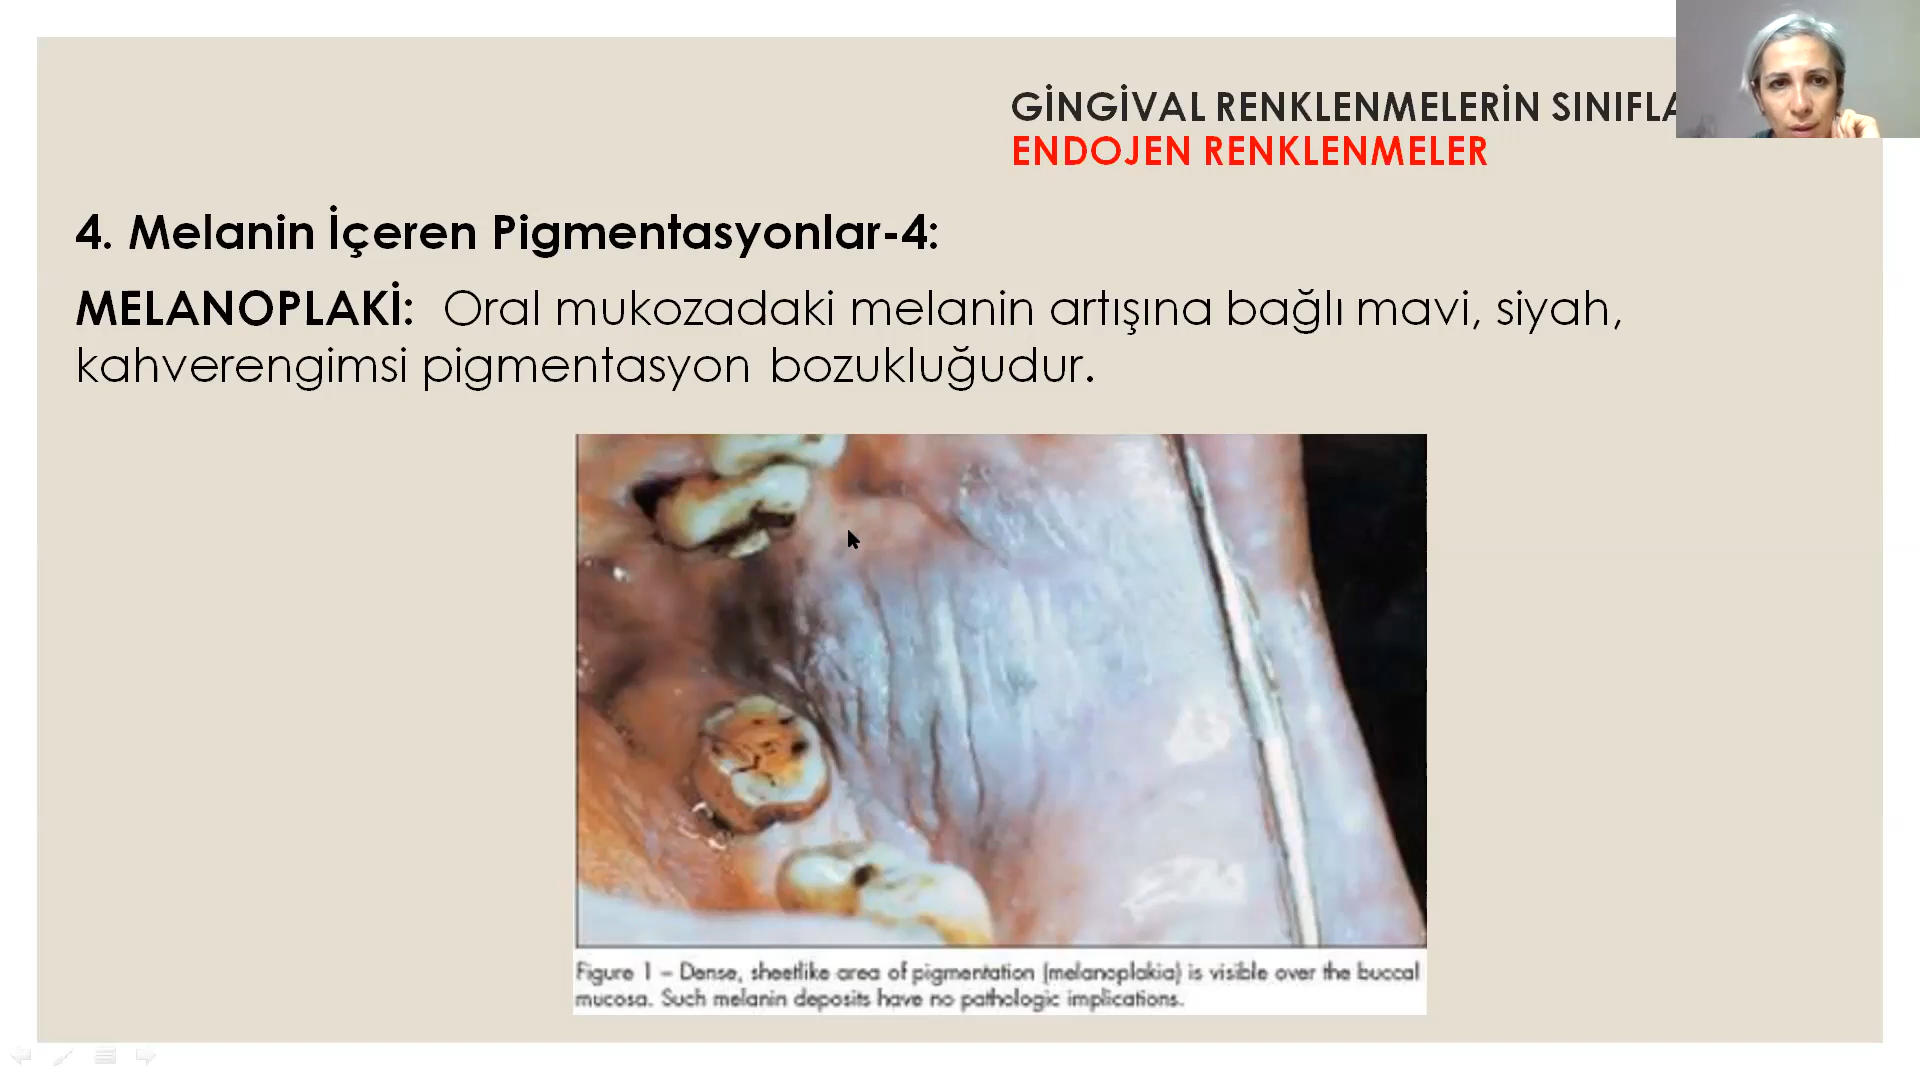 GİNGİVAL RENKLENMELERİN SINIFLA
ENDOJEN RENKLENMELER
4. Melanin İçeren Pigmentasyonlar-4:
MELANOPLAKİ: Oral mukozadaki melanin artışına bağlı mavi, siyah,
kahverengimsi pigmentasyon bozukluğudur.
Figure 1 – Dense, sheetlike area of pigmentation (melanoplakia) is visible over the buccal
mucosa. Such melanin deposits have no pathologic implications.